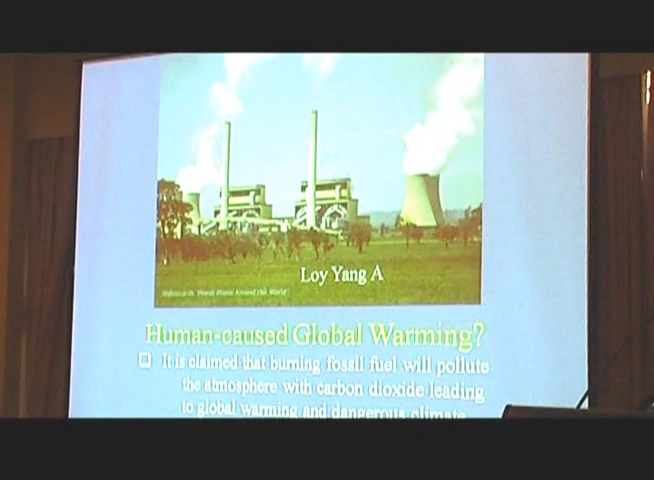 Loy Yang A
Human-caused Global Warming?
It is claimed that burning fossil fuel will pollute
the atmosphere with carbon dioxide leading
to global warming and dangerous climate